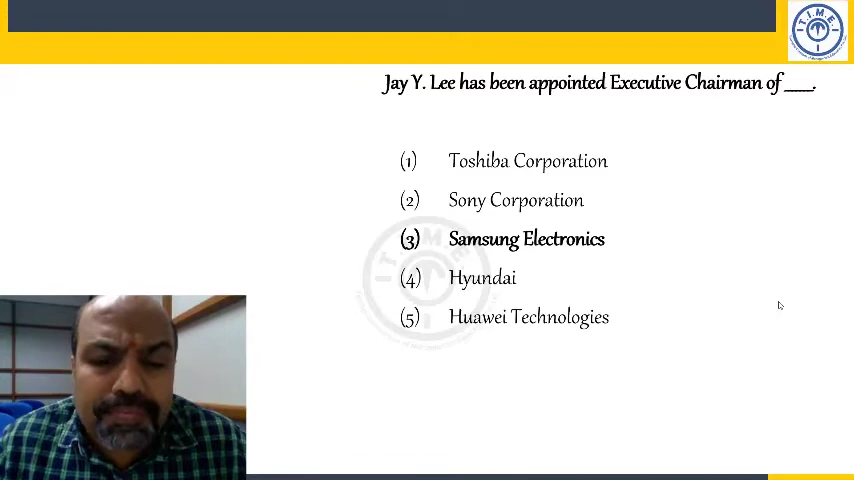 T.I.M.E.
Jay Y. Lee has been appointed Executive Chairman of ____.
(1) Toshiba Corporation
(2) Sony Corporation
(3) Samsung Electronics
(4) Hyundai
(5) Huawei Technologies